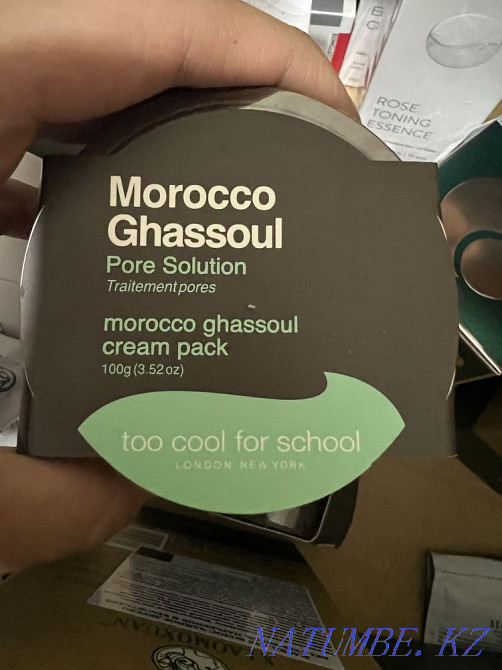 ROSE
TONING
ESSENCE
Morocco
Ghassoul
Pore Solution
Traitement pores
morocco ghassoul
cream pack
100g (3.52 oz)
too cool for school
LONDON NEW YORK
NATUMBE.KZ